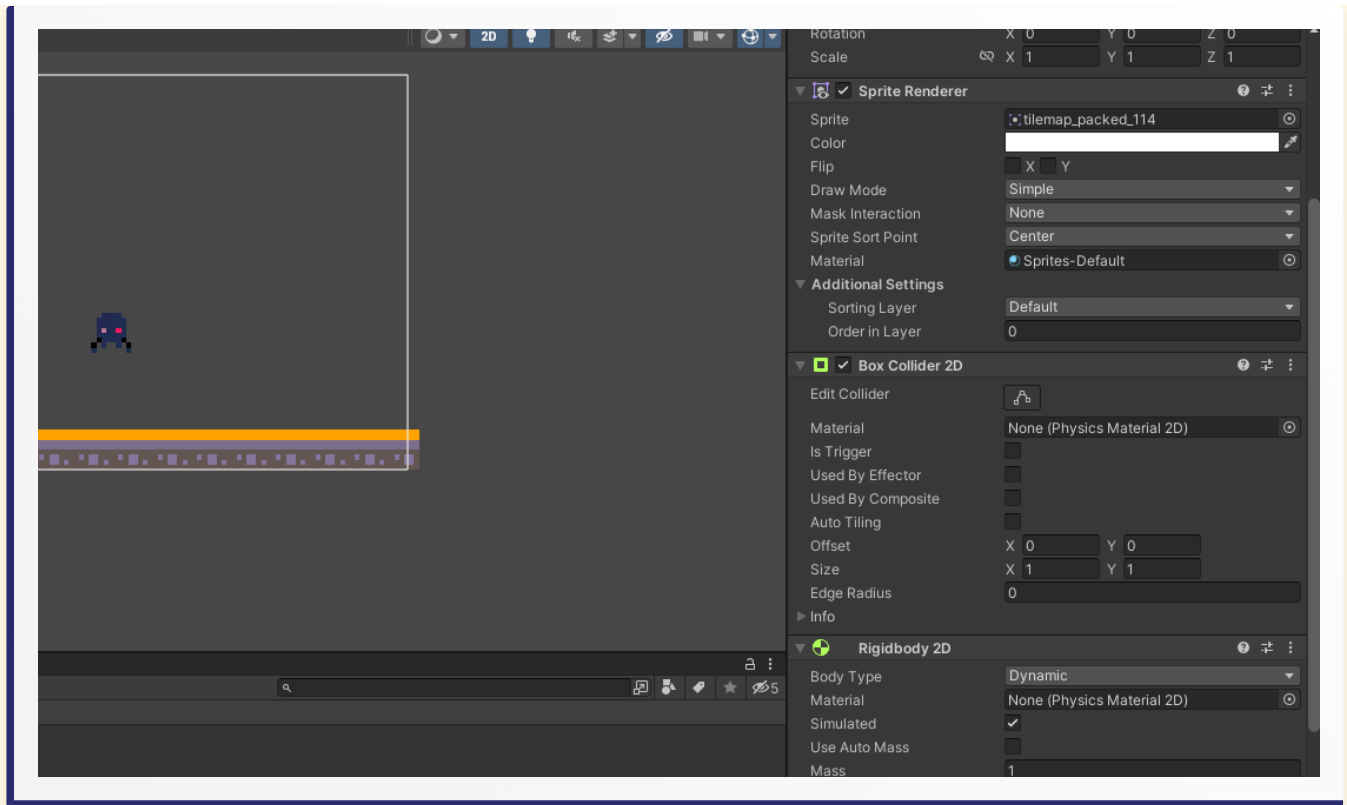 2D
Rotation X 0 Y 0 Z 0
Scale X 1 Y 1 Z 1
Sprite Renderer
Sprite tilemap_packed_114
Color
Flip X Y
Draw Mode Simple
Mask Interaction None
Sprite Sort Point Center
Material Sprites-Default
Additional Settings
Sorting Layer Default
Order in Layer 0
Box Collider 2D
Edit Collider
Material None (Physics Material 2D)
Is Trigger
Used By Effector
Used By Composite
Auto Tiling
Offset X 0 Y 0
Size X 1 Y 1
Edge Radius 0
Info
Rigidbody 2D
Body Type Dynamic
Material None (Physics Material 2D)
Simulated
Use Auto Mass
Mass 1
5